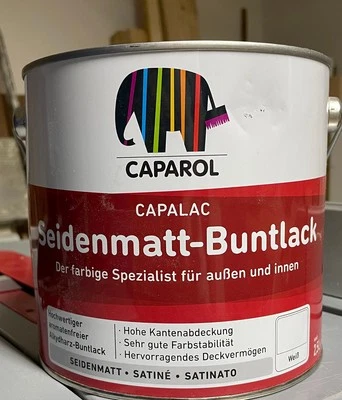 CAPAROL
CAPALAC
Seidenmatt-Buntlack
Der farbige Spezialist für außen und innen
Hochwertiger
aromatenfreier
Alkydharz-Buntlack
· Hohe Kantenabdeckung
· Sehr gute Farbstabilität
· Hervorragendes Deckvermögen
Weiß
SEIDENMATT • SATINÉ • SATINATO